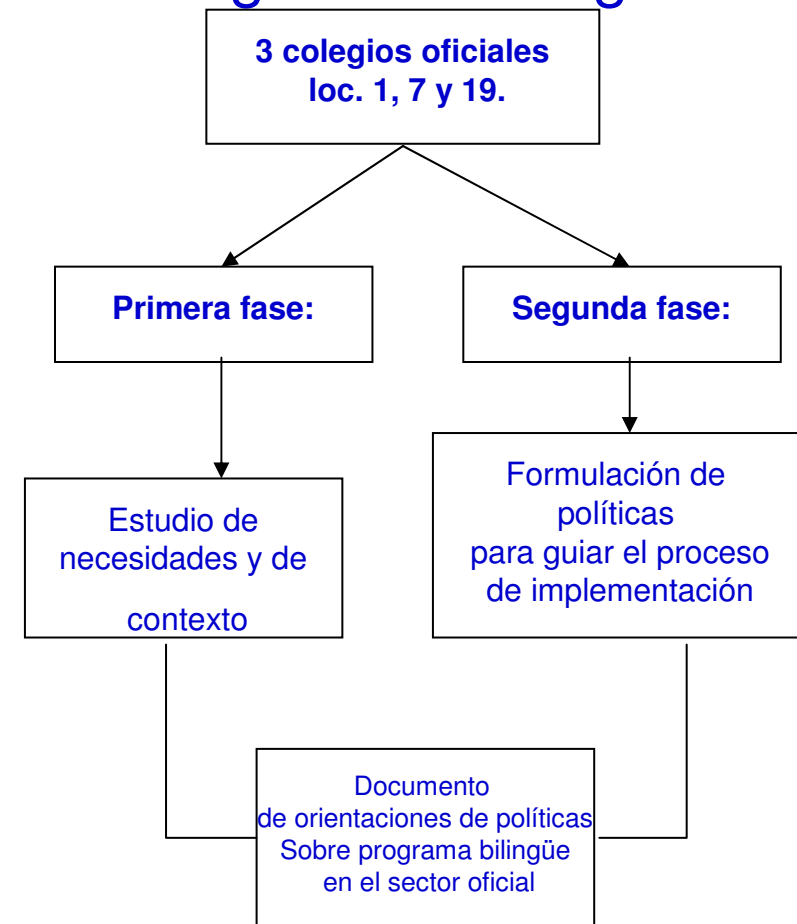 3 colegios oficiales
loc. 1, 7 y 19.
Primera fase:
Segunda fase:
Estudio de
necesidades y de
contexto
Formulación de
políticas
para guiar el proceso
de implementación
Documento
de orientaciones de políticas
Sobre programa bilingüe
en el sector oficial